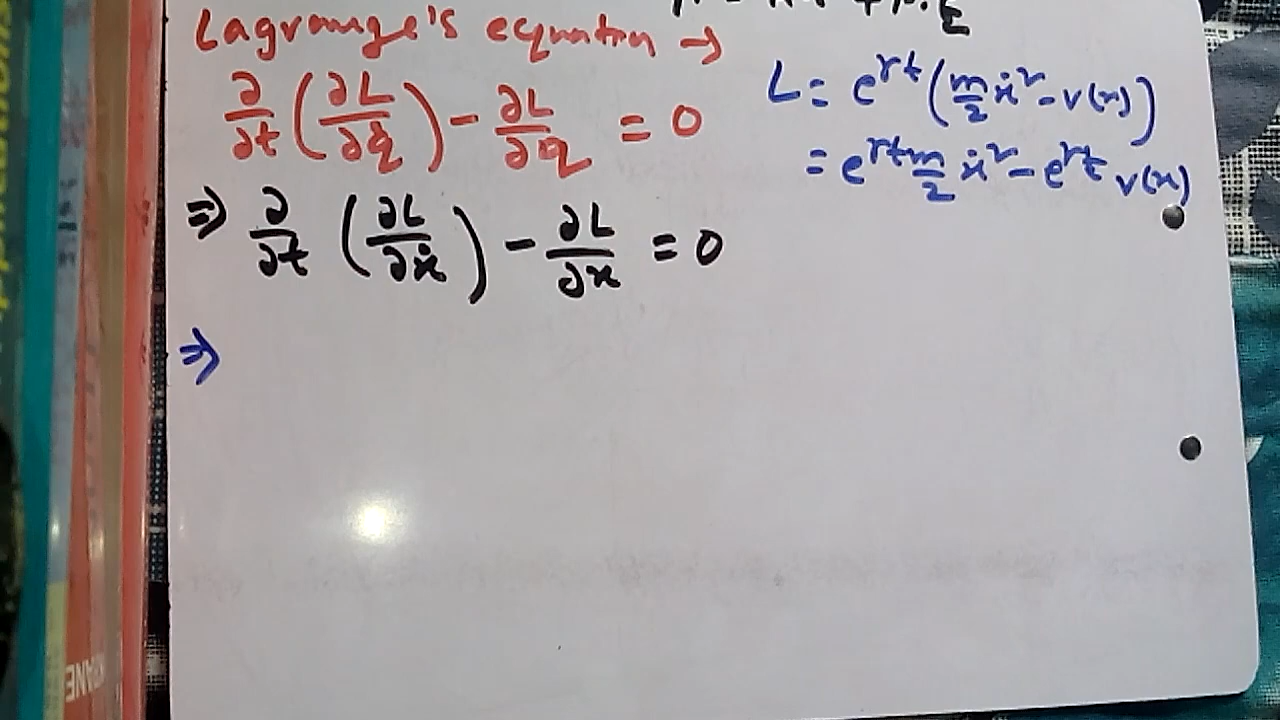 Lagrange's equation →
∂/∂t (∂L/∂q̇) - ∂L/∂q = 0
⇒ ∂/∂t (∂L/∂ẋ) - ∂L/∂x = 0
⇒
L = e^{rt} (m/2 ẋ² - v(x))
= e^{rt} m/2 ẋ² - e^{rt} v(x)